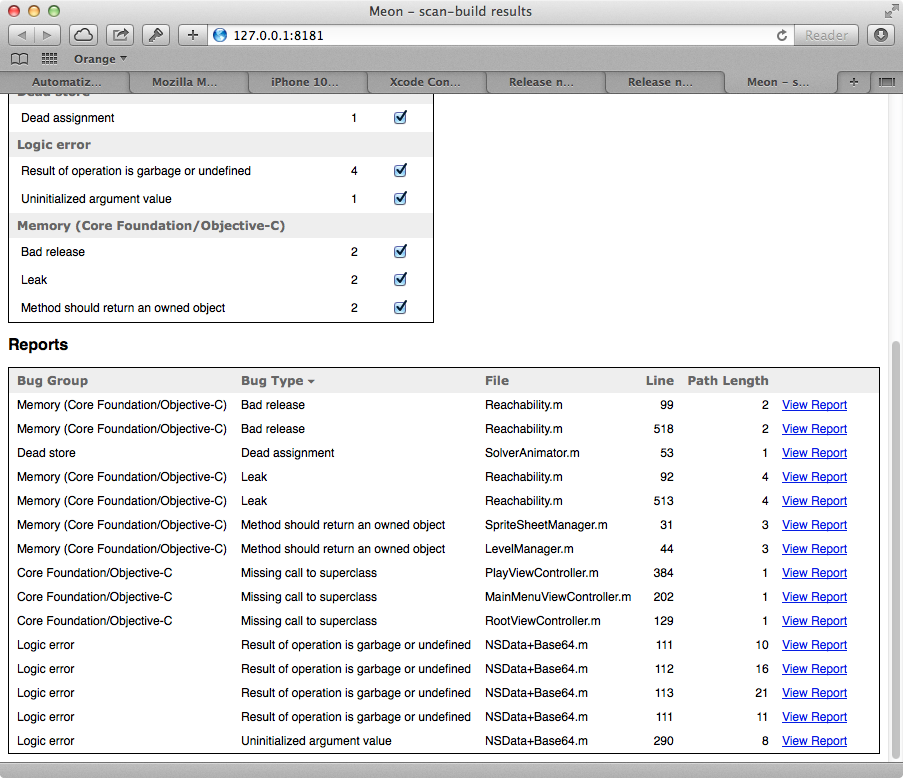 Meon – scan-build results
127.0.0.1:8181
Reader
Orange
Automatiz...
Mozilla M...
iPhone 10...
Xcode Con...
Release n...
Release n...
Meon – s...
Dead store
Dead assignment 1
Logic error
Result of operation is garbage or undefined 4
Uninitialized argument value 1
Memory (Core Foundation/Objective-C)
Bad release 2
Leak 2
Method should return an owned object 2
Reports
Bug Group Bug Type File Line Path Length
Memory (Core Foundation/Objective-C) Bad release Reachability.m 99 2 View Report
Memory (Core Foundation/Objective-C) Bad release Reachability.m 518 2 View Report
Dead store Dead assignment SolverAnimator.m 53 1 View Report
Memory (Core Foundation/Objective-C) Leak Reachability.m 92 4 View Report
Memory (Core Foundation/Objective-C) Leak Reachability.m 513 4 View Report
Memory (Core Foundation/Objective-C) Method should return an owned object SpriteSheetManager.m 31 3 View Report
Memory (Core Foundation/Objective-C) Method should return an owned object LevelManager.m 44 3 View Report
Core Foundation/Objective-C Missing call to superclass PlayViewController.m 384 1 View Report
Core Foundation/Objective-C Missing call to superclass MainMenuViewController.m 202 1 View Report
Core Foundation/Objective-C Missing call to superclass RootViewController.m 129 1 View Report
Logic error Result of operation is garbage or undefined NSData+Base64.m 111 10 View Report
Logic error Result of operation is garbage or undefined NSData+Base64.m 112 16 View Report
Logic error Result of operation is garbage or undefined NSData+Base64.m 113 21 View Report
Logic error Result of operation is garbage or undefined NSData+Base64.m 111 11 View Report
Logic error Uninitialized argument value NSData+Base64.m 290 8 View Report